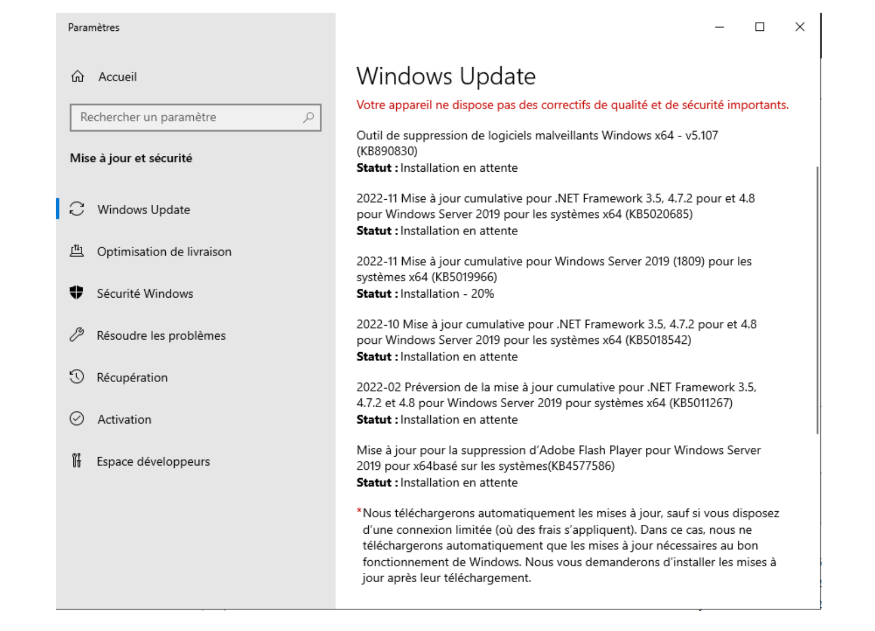 Paramètres
Accueil
Rechercher un paramètre
Mise à jour et sécurité
Windows Update
Optimisation de livraison
Sécurité Windows
Résoudre les problèmes
Récupération
Activation
Espace développeurs
Windows Update
Votre appareil ne dispose pas des correctifs de qualité et de sécurité importants.
Outil de suppression de logiciels malveillants Windows x64 - v5.107
(KB890830)
Statut : Installation en attente
2022-11 Mise à jour cumulative pour .NET Framework 3.5, 4.7.2 pour et 4.8
pour Windows Server 2019 pour les systèmes x64 (KB5020685)
Statut : Installation en attente
2022-11 Mise à jour cumulative pour Windows Server 2019 (1809) pour les
systèmes x64 (KB5019966)
Statut : Installation - 20%
2022-10 Mise à jour cumulative pour .NET Framework 3.5, 4.7.2 pour et 4.8
pour Windows Server 2019 pour les systèmes x64 (KB5018542)
Statut : Installation en attente
2022-02 Préversion de la mise à jour cumulative pour .NET Framework 3.5,
4.7.2 et 4.8 pour Windows Server 2019 pour systèmes x64 (KB5011267)
Statut : Installation en attente
Mise à jour pour la suppression d’Adobe Flash Player pour Windows Server
2019 pour x64basé sur les systèmes(KB4577586)
Statut : Installation en attente
*Nous téléchargerons automatiquement les mises à jour, sauf si vous disposez
d’une connexion limitée (où des frais s’appliquent). Dans ce cas, nous ne
téléchargerons automatiquement que les mises à jour nécessaires au bon
fonctionnement de Windows. Nous vous demanderons d’installer les mises à
jour après leur téléchargement.